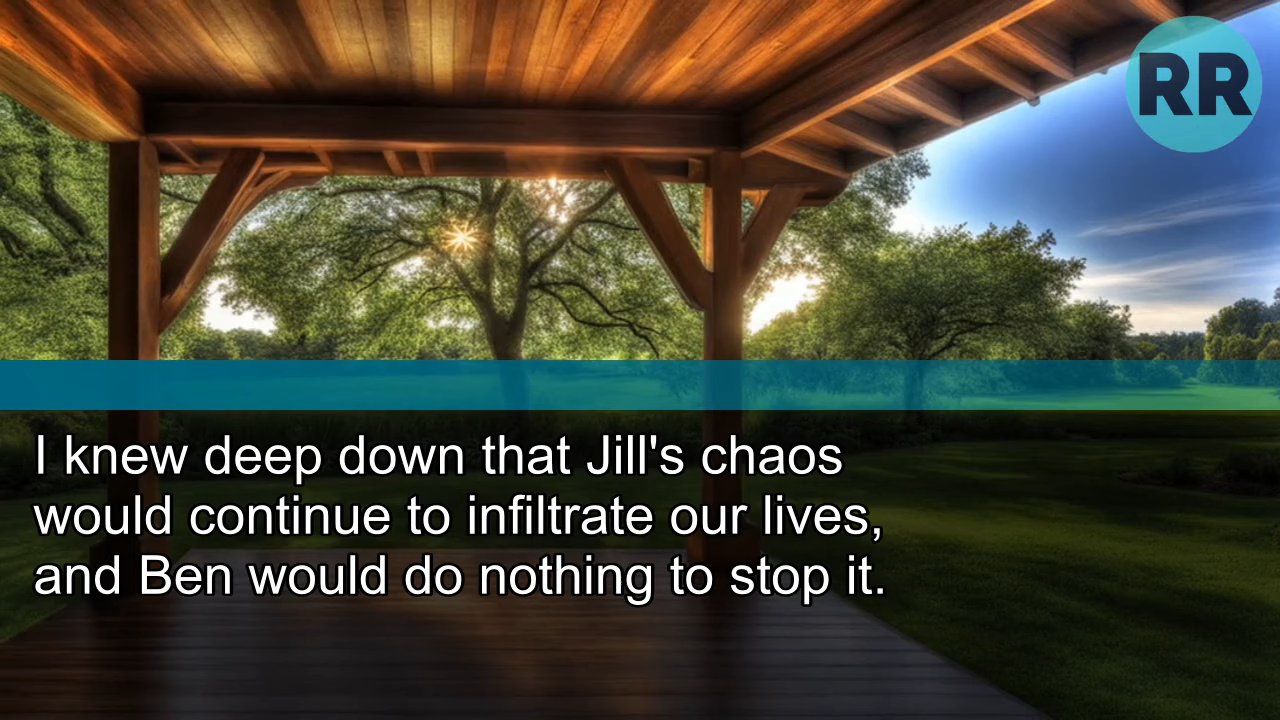 RR
I knew deep down that Jill's chaos
would continue to infiltrate our lives,
and Ben would do nothing to stop it.